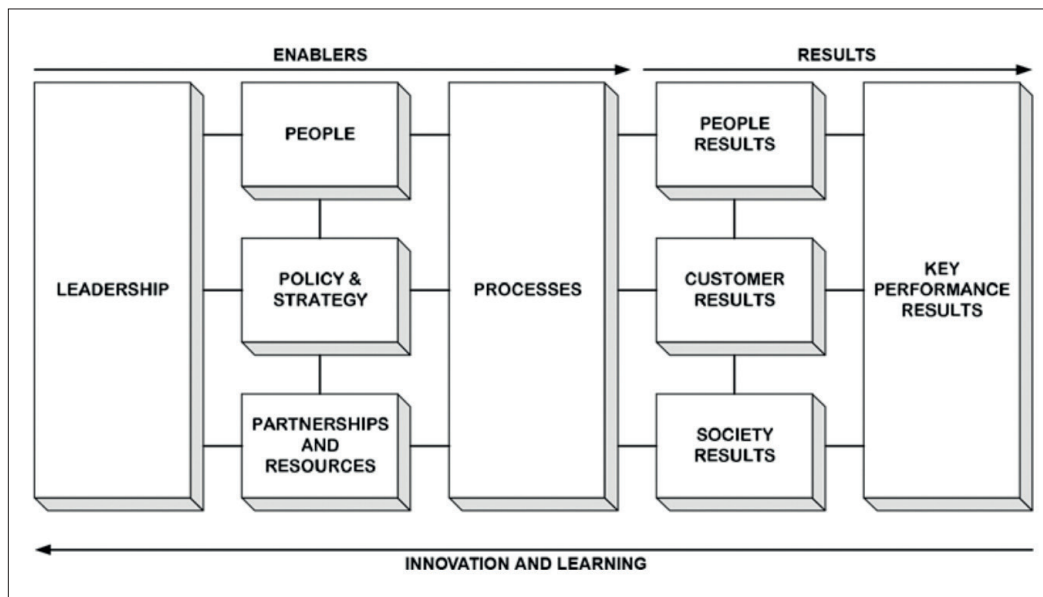 ENABLERS
RESULTS
LEADERSHIP
PEOPLE
POLICY &
STRATEGY
PARTNERSHIPS
AND
RESOURCES
PROCESSES
PEOPLE
RESULTS
CUSTOMER
RESULTS
SOCIETY
RESULTS
KEY
PERFORMANCE
RESULTS
INNOVATION AND LEARNING